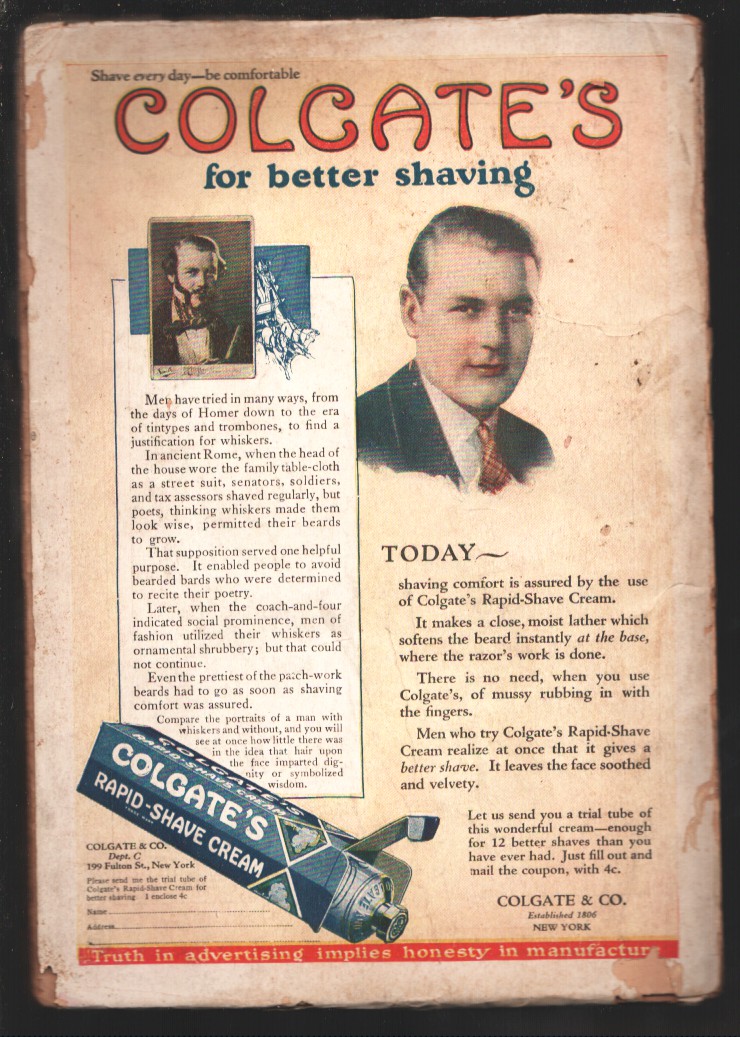 Shave every day—be comfortable
COLGATE'S
for better shaving
Men have tried in many ways, from
the days of Homer down to the era
of tintypes and trombones, to find a
justification for whiskers.
In ancient Rome, when the head of
the house wore the family table-cloth
as a street suit, senators, soldiers,
and tax assessors shaved regularly, but
poets, thinking whiskers made them
look wise, permitted their beards
to grow.
That supposition served one helpful
purpose. It enabled people to avoid
bearded bards who were determined
to recite their poetry.
Later, when the coach-and-four
indicated social prominence, men of
fashion utilized their whiskers as
ornamental shrubbery; but that could
not continue.
Even the prettiest of the patch-work
beards had to go as soon as shaving
comfort was assured.
Compare the portraits of a man with
whiskers and without, and you will
see at once how little there was
in the idea that hair upon
the face imparted dig-
nity or symbolized
wisdom.
TODAY~
shaving comfort is assured by the use
of Colgate's Rapid-Shave Cream.
It makes a close, moist lather which
softens the beard instantly at the base,
where the razor's work is done.
There is no need, when you use
Colgate's, of mussy rubbing in with
the fingers.
Men who try Colgate's Rapid-Shave
Cream realize at once that it gives a
better shave. It leaves the face soothed
and velvety.
Let us send you a trial tube of
this wonderful cream—enough
for 12 better shaves than you
have ever had. Just fill out and
mail the coupon, with 4c.
COLGATE & CO.
Established 1806
NEW YORK
COLGATE'S
RAPID-SHAVE CREAM
COLGATE'S
RAPID-SHAVE CREAM
COLGATE & CO.
Dept. C
199 Fulton St., New York
Please send me the trial tube of
Colgate's Rapid-Shave Cream for
better shaving. I enclose 4c
Name
Address
Truth in advertising implies honesty in manufactur